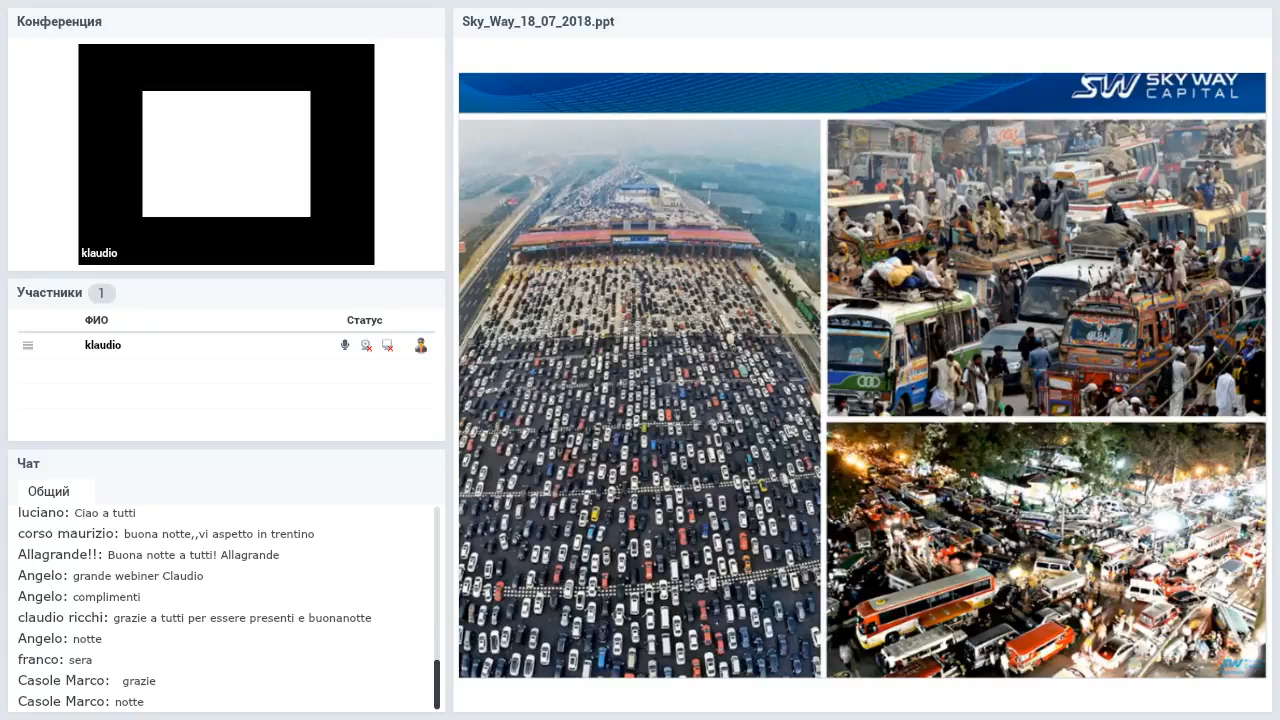 Конференция
klaudio
Участники 1
ФИО Статус
klaudio
Чат
Общий
luciano: Ciao a tutti
corso maurizio: buona notte,,vi aspetto in trentino
Allagrande!!: Buona notte a tutti! Allagrande
Angelo: grande webiner Claudio
Angelo: complimenti
claudio ricchi: grazie a tutti per essere presenti e buonanotte
Angelo: notte
franco: sera
Casole Marco: grazie
Casole Marco: notte
Sky_Way_18_07_2018.ppt
SW SKY WAY
CAPITAL
SW